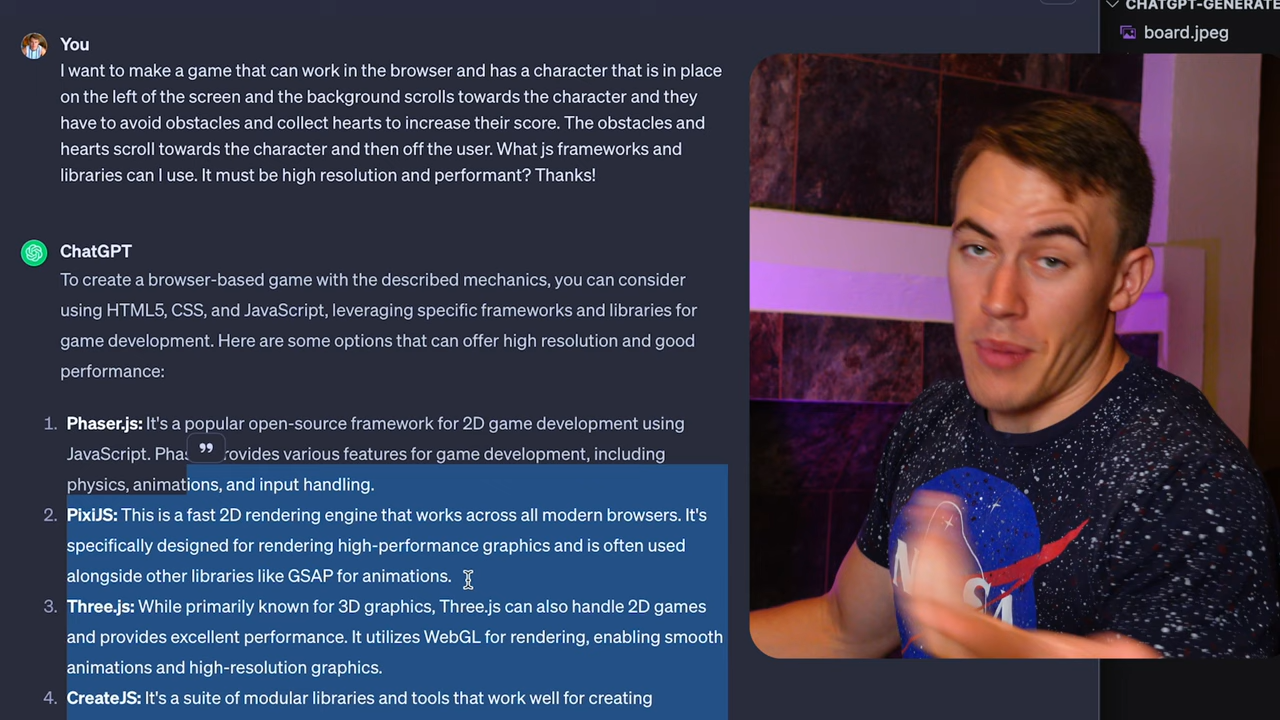 CHATGPT-GENERATE
board.jpeg
You
I want to make a game that can work in the browser and has a character that is in place
on the left of the screen and the background scrolls towards the character and they
have to avoid obstacles and collect hearts to increase their score. The obstacles and
hearts scroll towards the character and then off the user. What js frameworks and
libraries can I use. It must be high resolution and performant? Thanks!
ChatGPT
To create a browser-based game with the described mechanics, you can consider
using HTML5, CSS, and JavaScript, leveraging specific frameworks and libraries for
game development. Here are some options that can offer high resolution and good
performance:
1. Phaser.js: It's a popular open-source framework for 2D game development using
JavaScript. Phas rovides various features for game development, including
physics, animations, and input handling.
2. PixiJS: This is a fast 2D rendering engine that works across all modern browsers. It's
specifically designed for rendering high-performance graphics and is often used
alongside other libraries like GSAP for animations.
3. Three.js: While primarily known for 3D graphics, Three.js can also handle 2D games
and provides excellent performance. It utilizes WebGL for rendering, enabling smooth
animations and high-resolution graphics.
4. CreateJS: It's a suite of modular libraries and tools that work well for creating